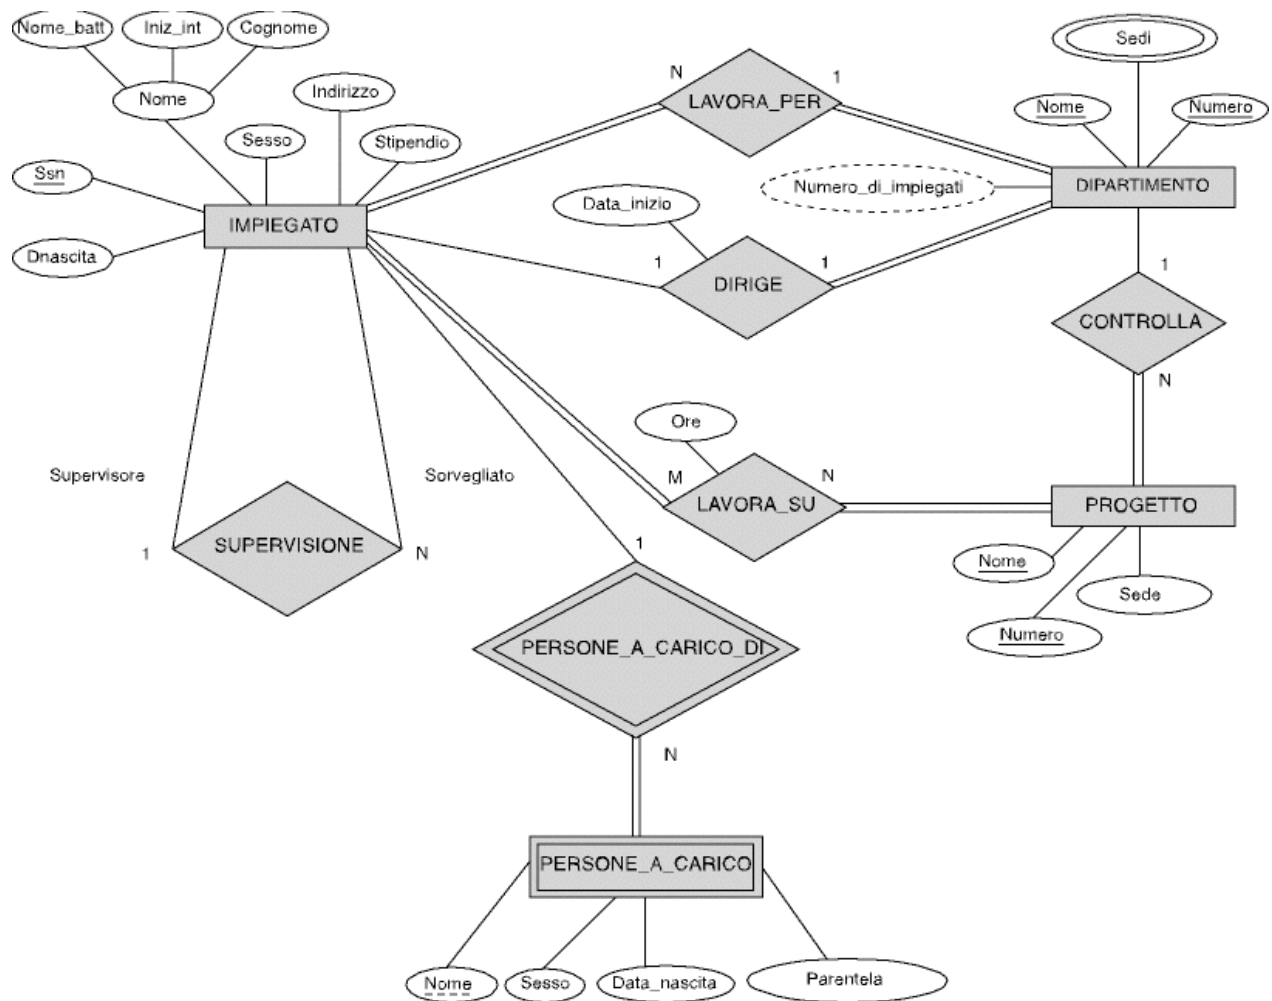 Nome_batt
Iniz_int
Cognome
Sedi
Nome
Indirizzo
N
1
LAVORA_PER
Nome
Numero
Sesso
Stipendio
Ssn
Numero_di_impiegati
DIPARTIMENTO
Data_inizio
IMPIEGATO
Dnascita
1
1
1
DIRIGE
CONTROLLA
N
Ore
Supervisore
Sorvegliato
M
N
LAVORA_SU
PROGETTO
SUPERVISIONE
1
N
1
Nome
Sede
Numero
PERSONE_A_CARICO_DI
N
PERSONE_A_CARICO
Nome
Sesso
Data_nascita
Parentela